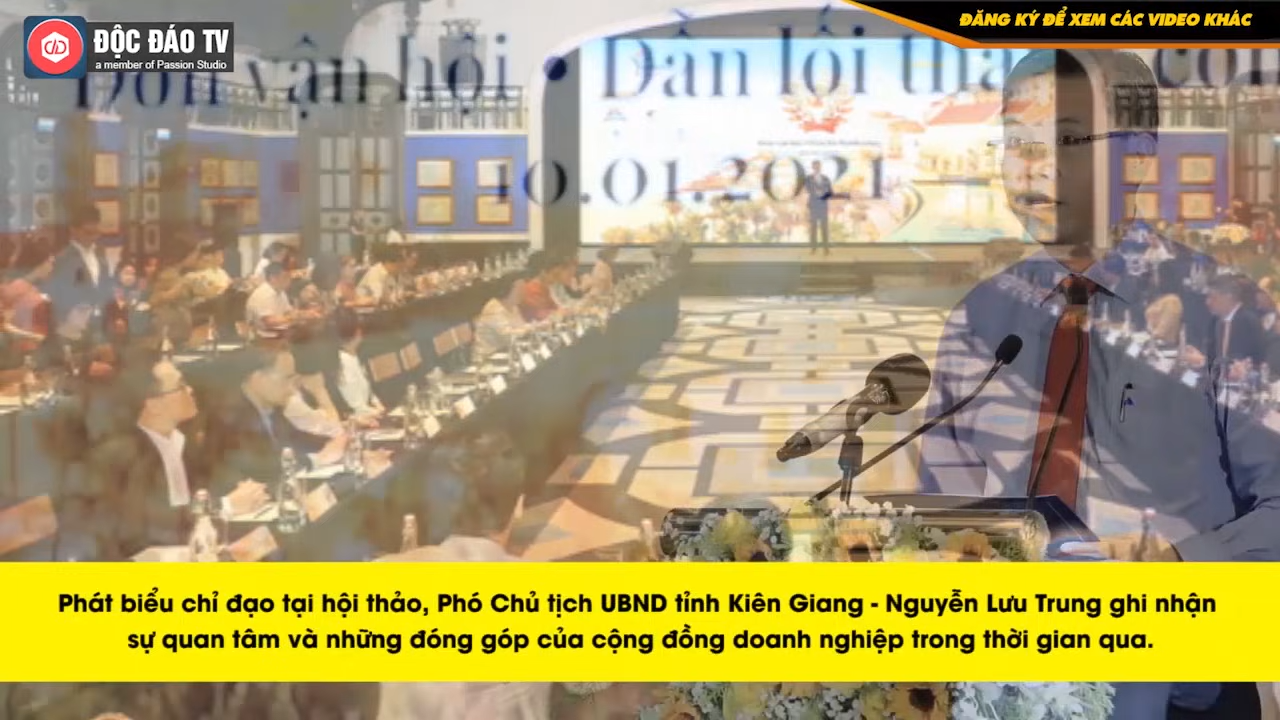 ĐỘC ĐÁO TV
a member of Passion Studio
ĐĂNG KÝ ĐỂ XEM CÁC VIDEO KHÁC
Đón vận hội • Dẫn lối
10.01.2021
Phát biểu chỉ đạo tại hội thảo, Phó Chủ tịch UBND tỉnh Kiên Giang - Nguyễn Lưu Trung ghi nhận
sự quan tâm và những đóng góp của cộng đồng doanh nghiệp trong thời gian qua.